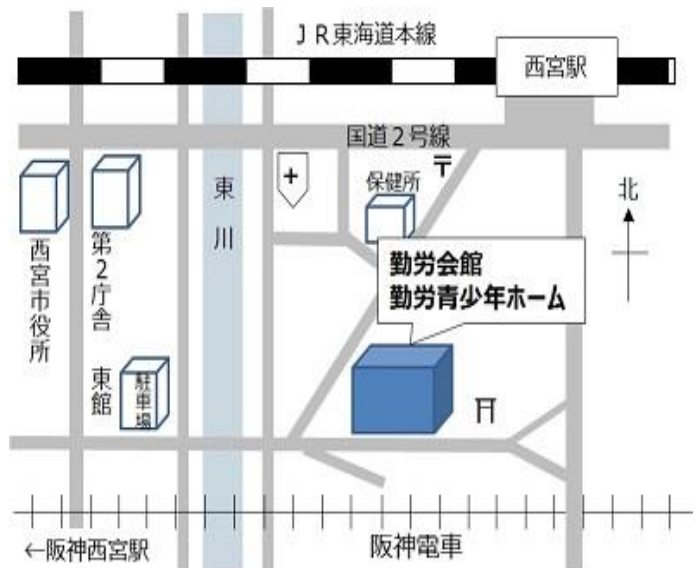 JR東海道本線
西宮駅
国道2号線
〒
保健所
東川
北
勤労会館
勤労青少年ホーム
西宮市役所
第2庁舎
東館
駐車場
←阪神西宮駅
阪神電車